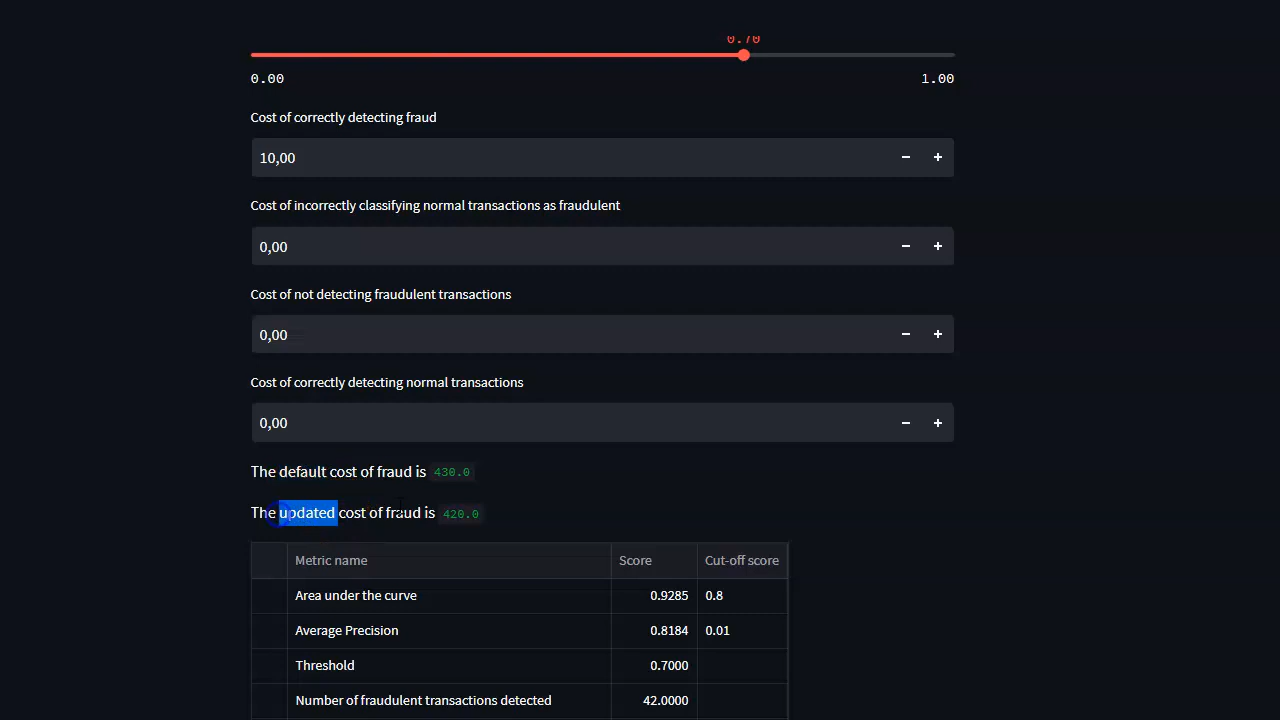 0.70
0.00 1.00
Cost of correctly detecting fraud
10,00 − +
Cost of incorrectly classifying normal transactions as fraudulent
0,00 − +
Cost of not detecting fraudulent transactions
0,00 − +
Cost of correctly detecting normal transactions
0,00 − +
The default cost of fraud is 430.0
The updated cost of fraud is 420.0
Metric name Score Cut-off score
Area under the curve 0.9285 0.8
Average Precision 0.8184 0.01
Threshold 0.7000
Number of fraudulent transactions detected 42.0000